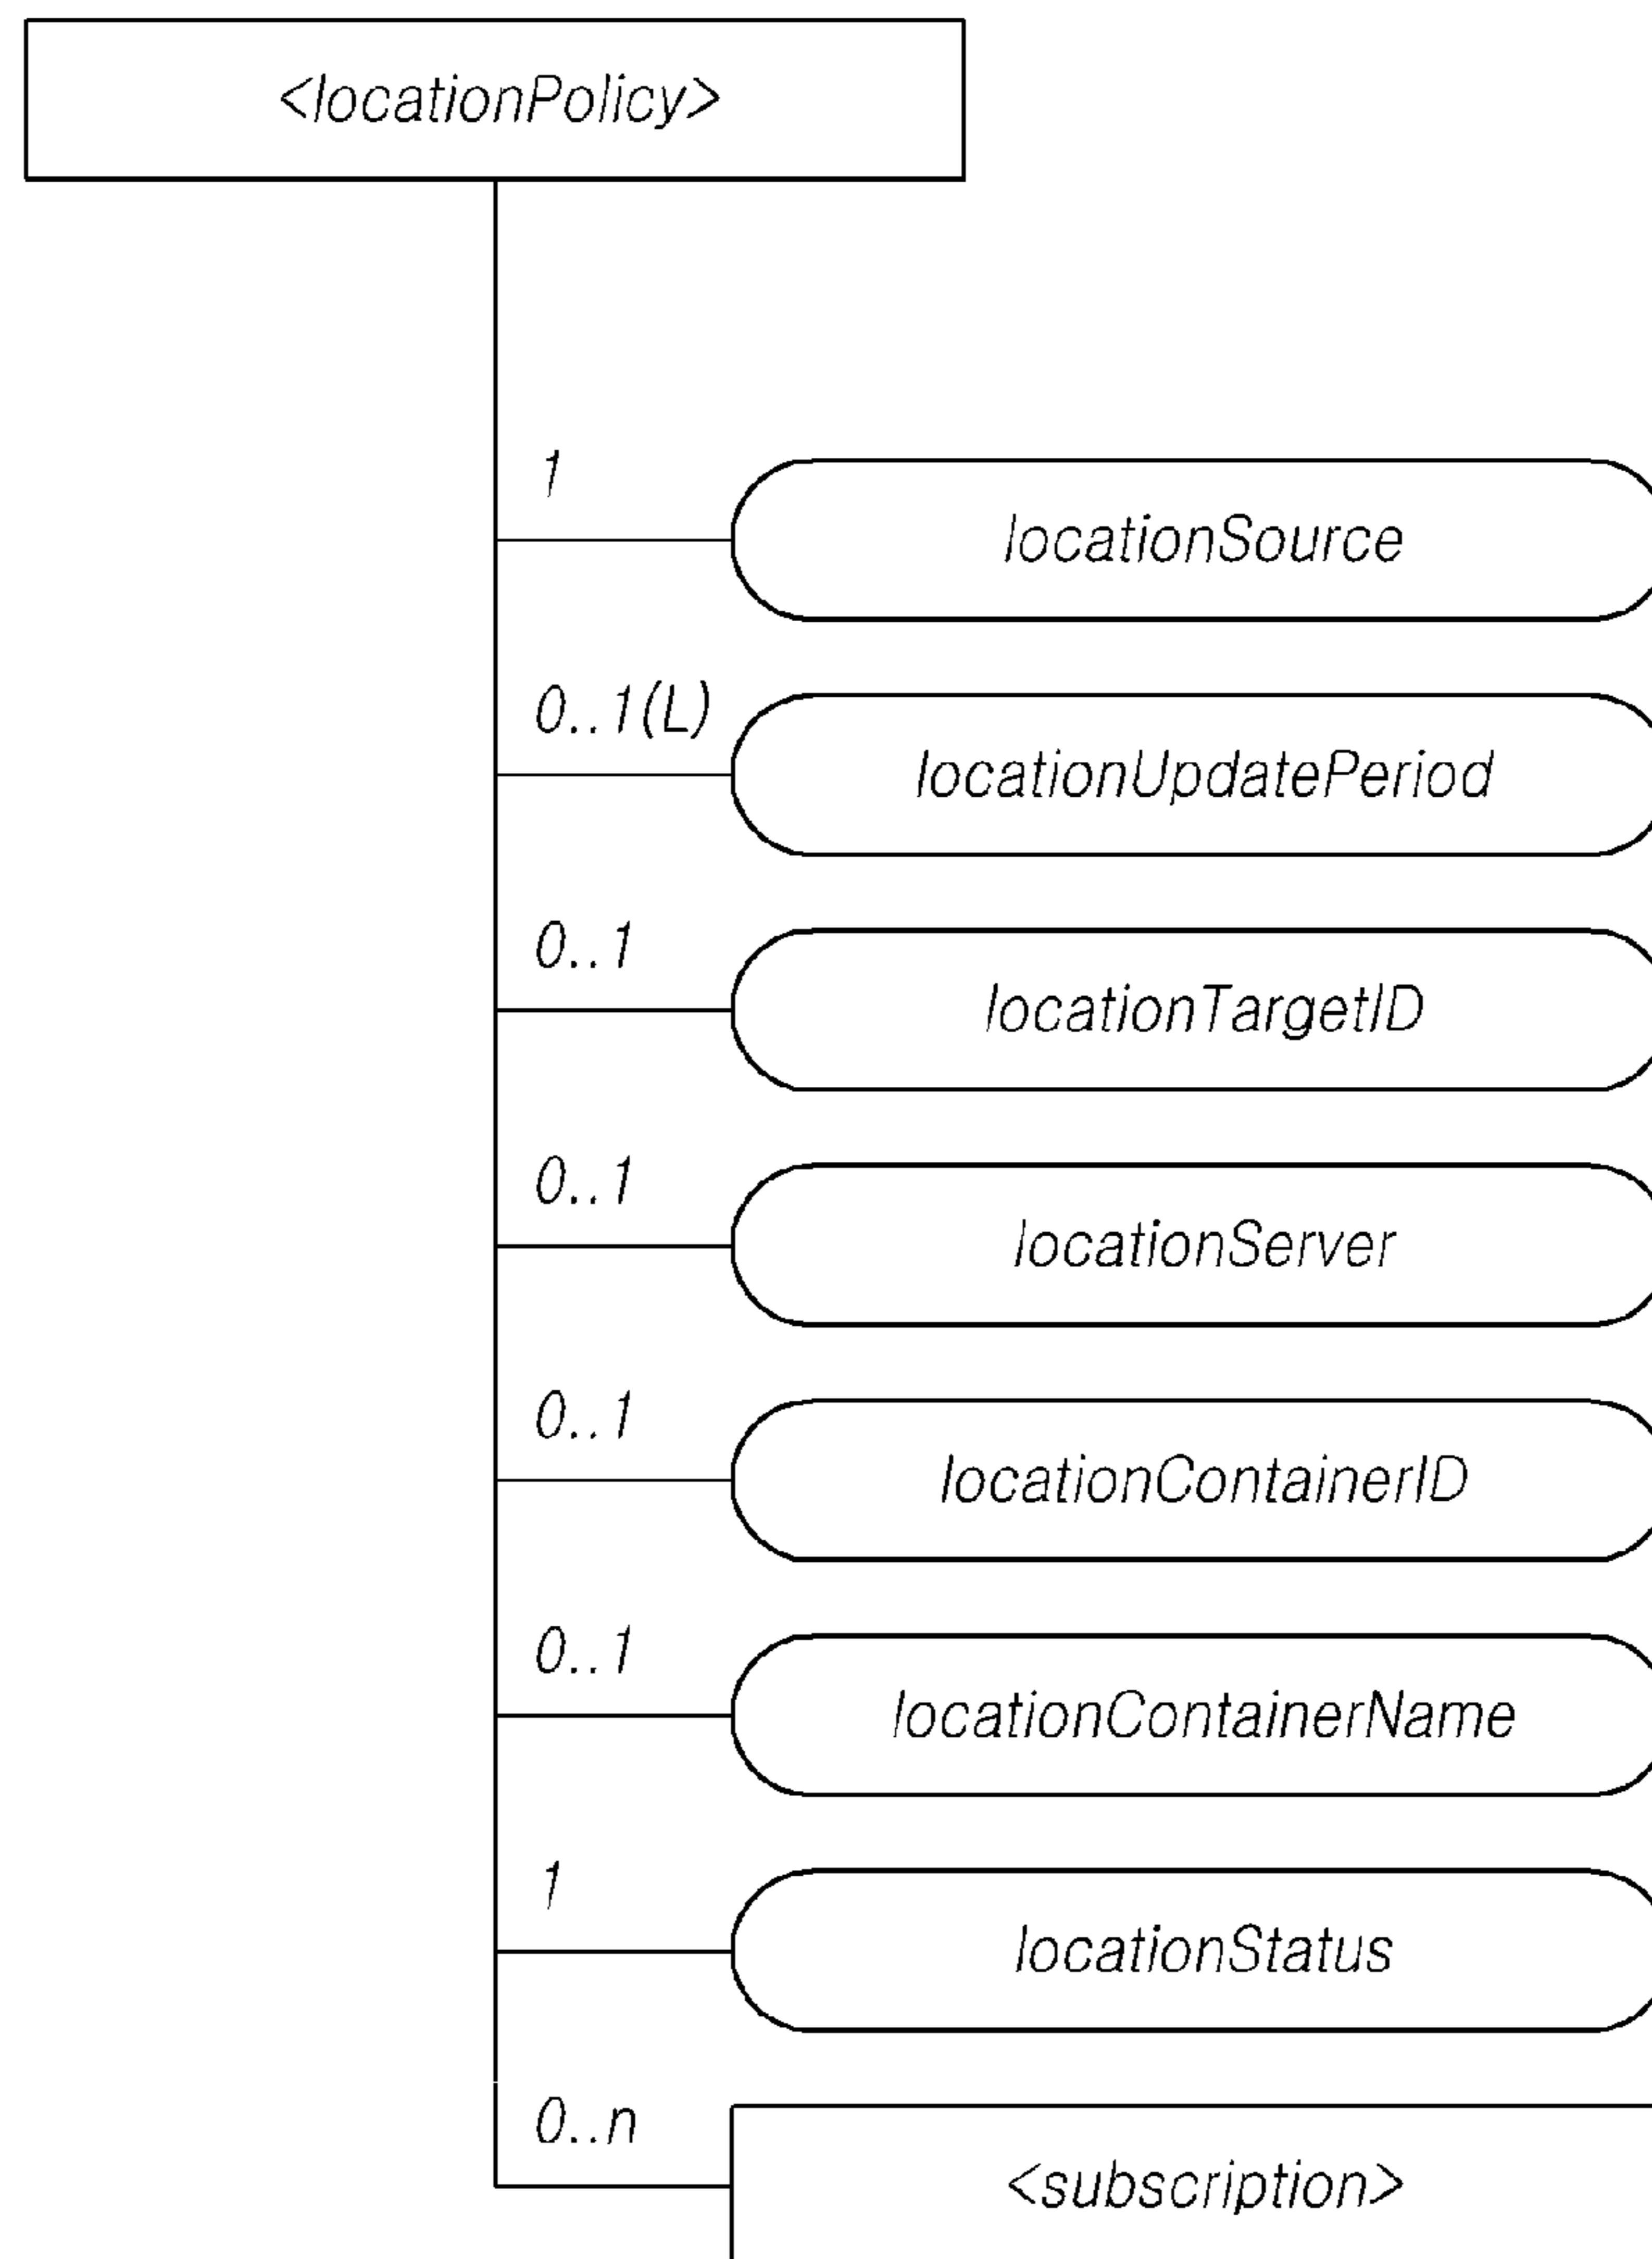 <locationPolicy>
1
locationSource
0..1(L)
locationUpdatePeriod
0..1
locationTargetID
0..1
locationServer
0..1
locationContainerID
0..1
locationContainerName
1
locationStatus
0..n
<subscription>